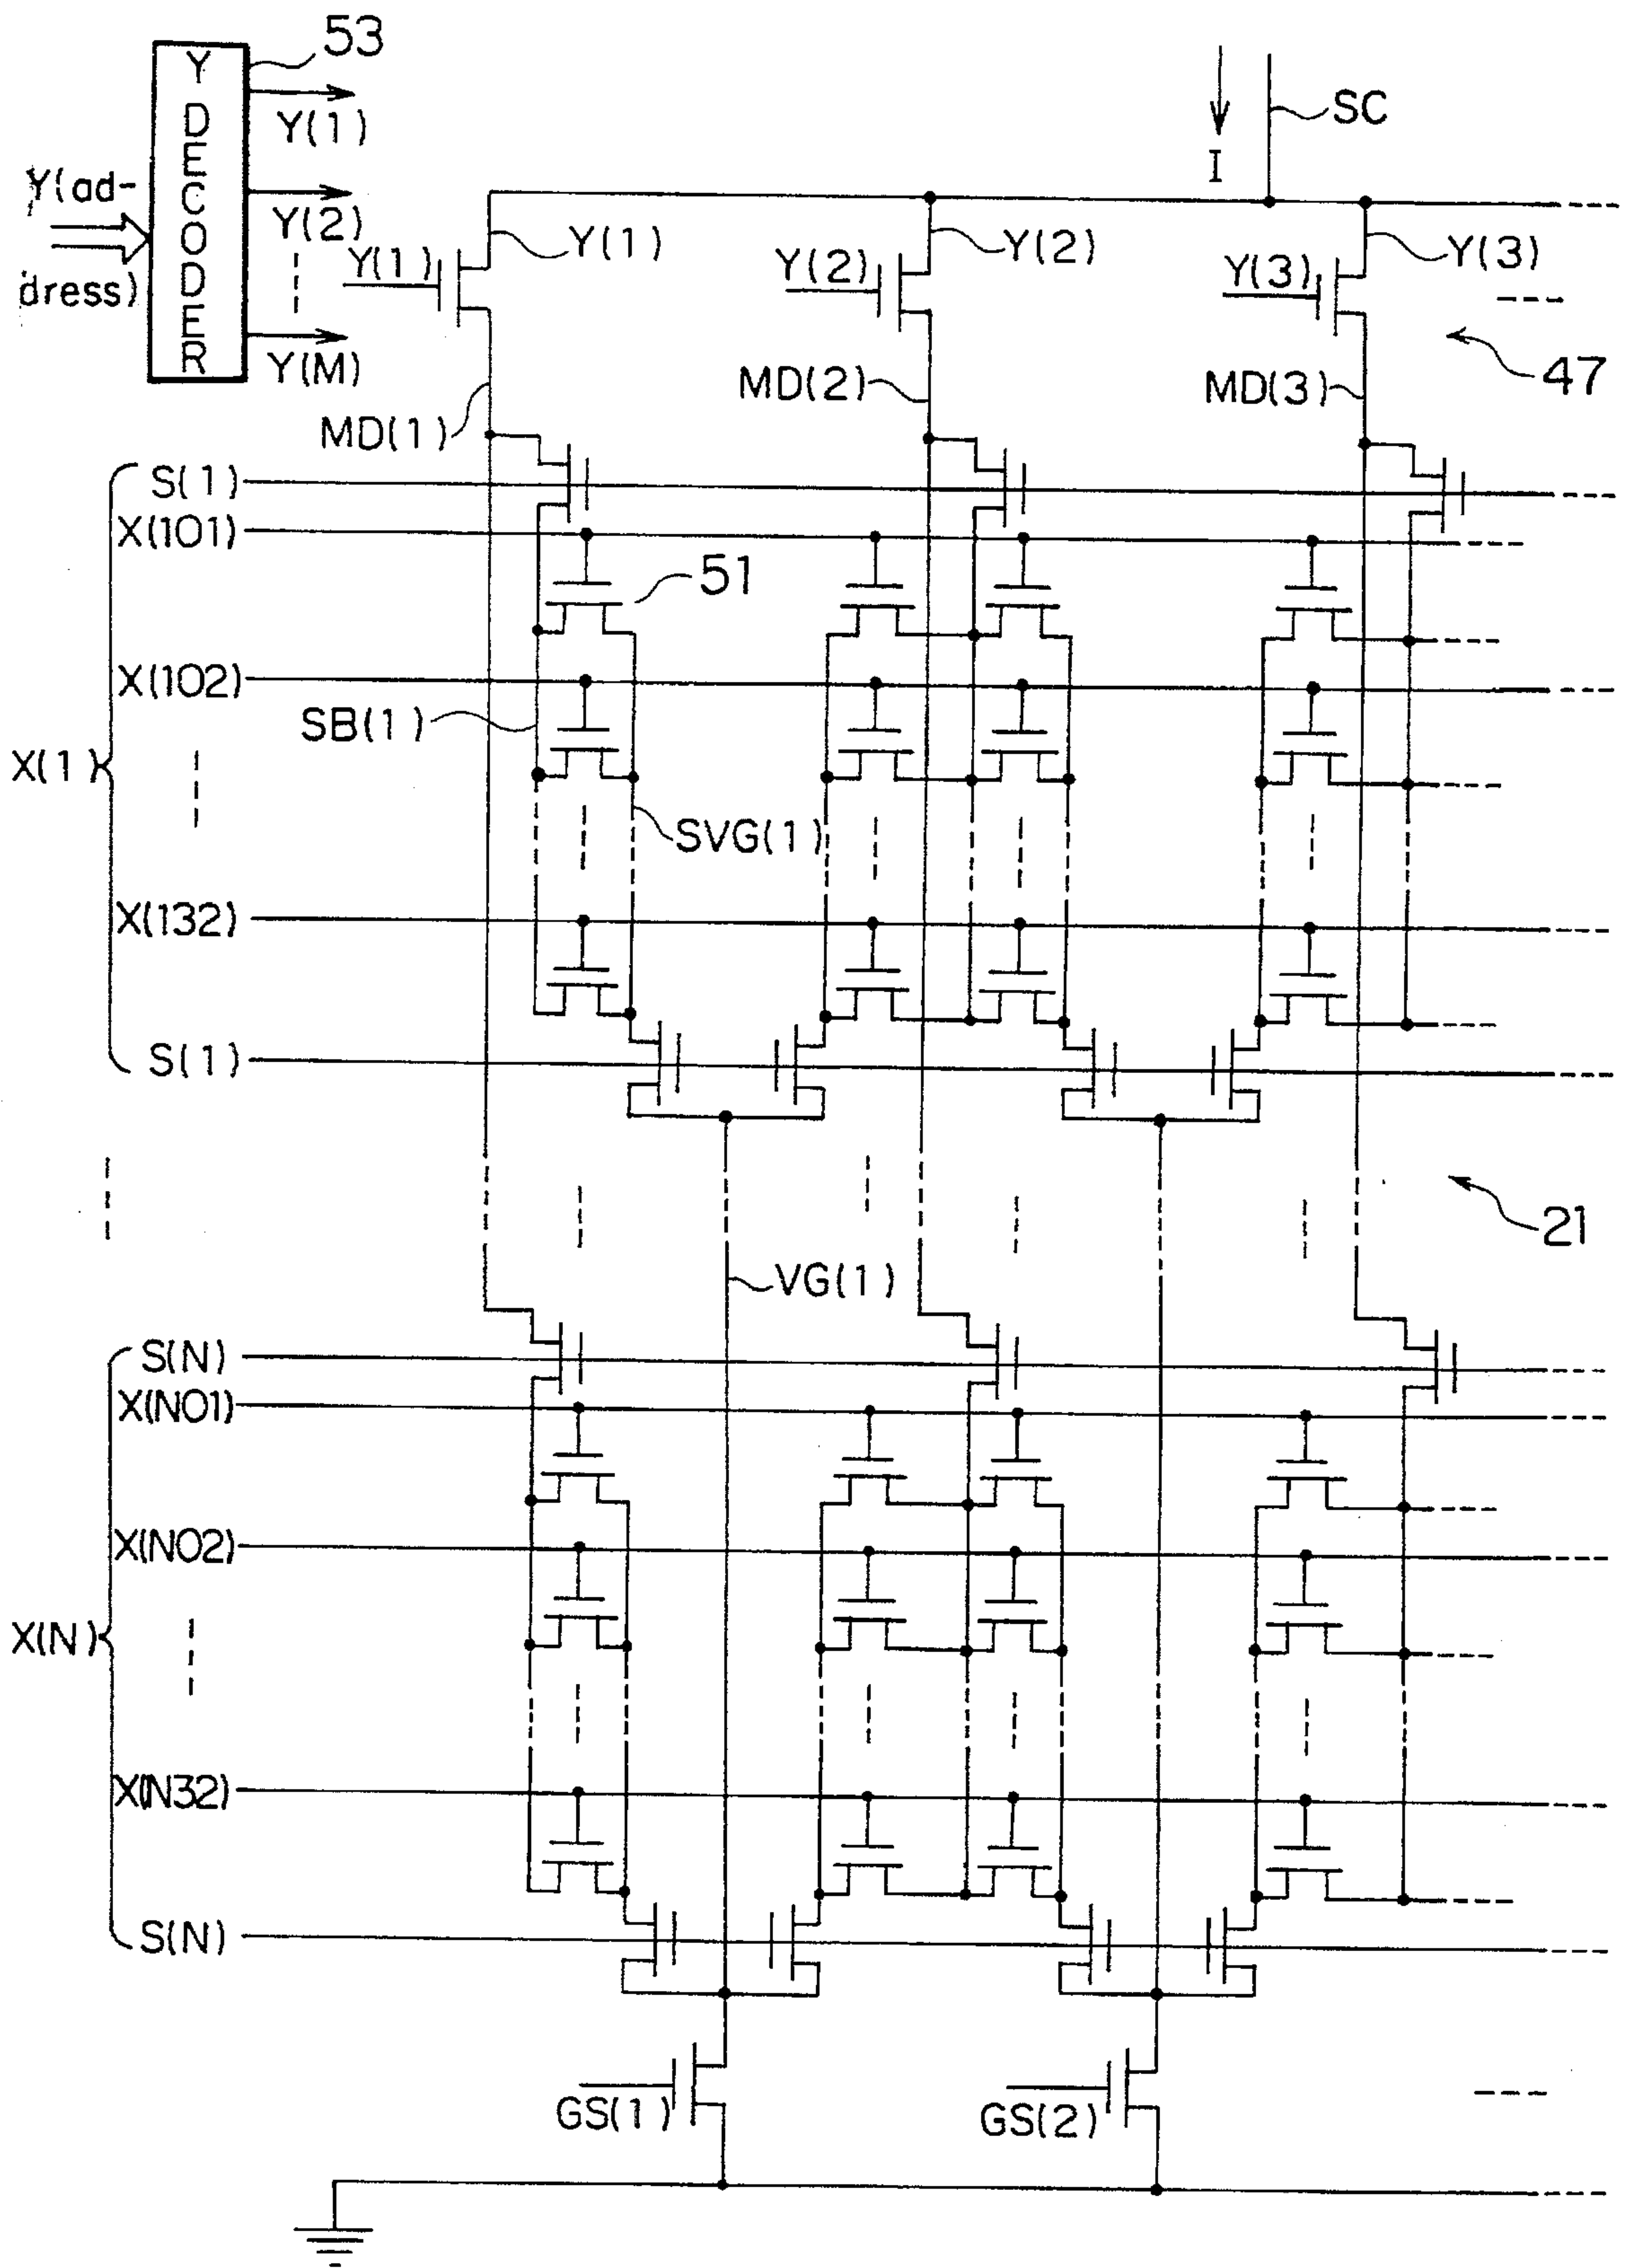 53
Y DECODER
Y(1)
Y(2)
Y(M)
Y(ad-
dress)
I
SC
Y(1)
Y(1)
Y(2)
Y(2)
Y(3)
Y(3)
47
MD(1)
MD(2)
MD(3)
S(1)
X(101)
51
X(102)
SB(1)
X(1)
SVG(1)
X(132)
S(1)
21
VG(1)
S(N)
X(N01)
X(N02)
X(N)
X(N32)
S(N)
GS(1)
GS(2)